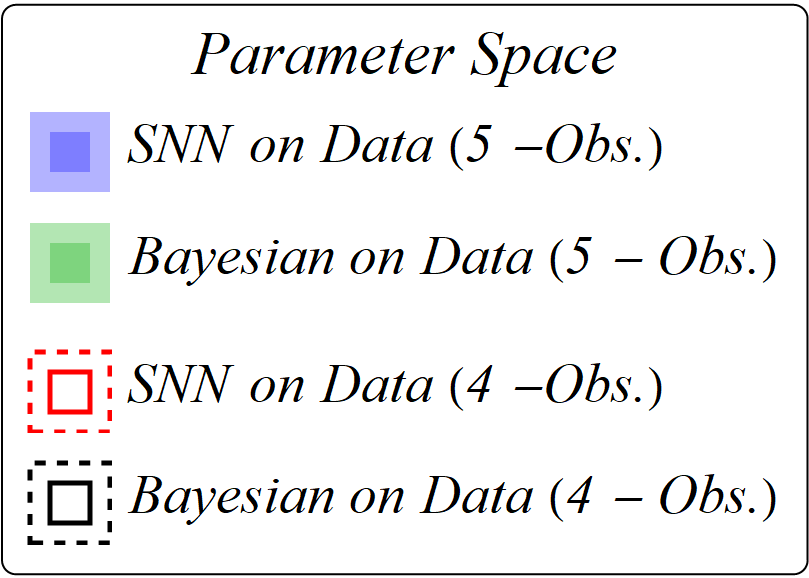 Parameter Space
SNN on Data (5 −Obs.)
Bayesian on Data (5 − Obs.)
SNN on Data (4 −Obs.)
Bayesian on Data (4 − Obs.)